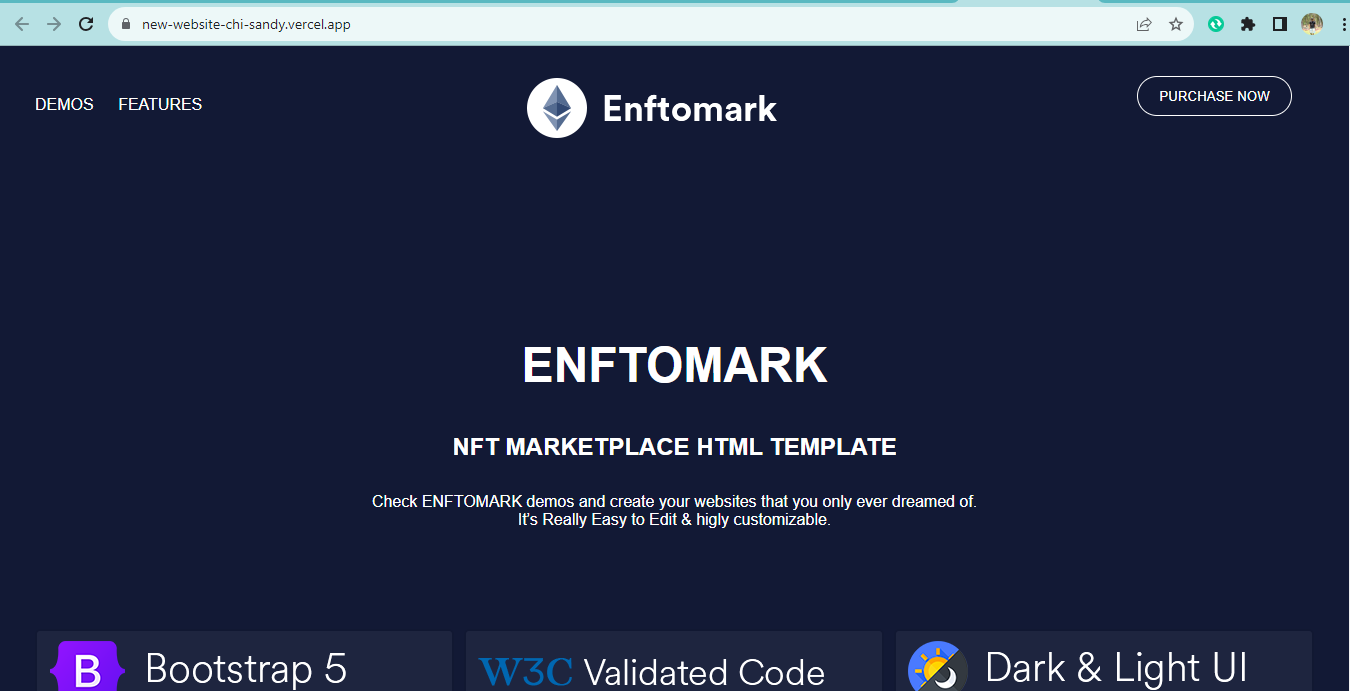 new-website-chi-sandy.vercel.app
DEMOS FEATURES
Enftomark
PURCHASE NOW
ENFTOMARK
NFT MARKETPLACE HTML TEMPLATE
Check ENFTOMARK demos and create your websites that you only ever dreamed of.
It's Really Easy to Edit & higly customizable.
B Bootstrap 5
W3C Validated Code
Dark & Light UI